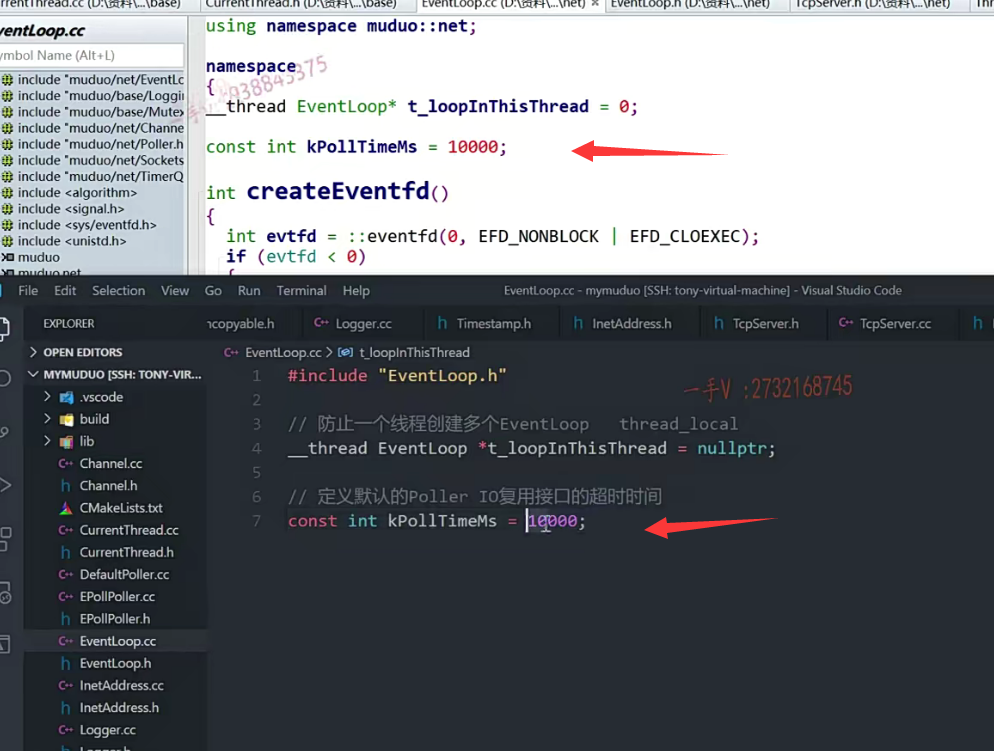 rrentThread.cc (D:\资料\...\base)
CurrentThread.h (D:\资料\...\base)
EventLoop.cc (D:\资料\...\net)
EventLoop.h (D:\资料\...\net)
TcpServer.h (D:\资料\...\net)
ventLoop.cc
ymbol Name (Alt+L)
include "muduo/net/EventLc
include "muduo/base/Loggi
include "muduo/base/Mutex
include "muduo/net/Channe
include "muduo/net/Poller.h
include "muduo/net/Sockets
include "muduo/net/TimerQ
include <algorithm>
include <signal.h>
include <sys/eventfd.h>
include <unistd.h>
muduo
muduo.net
using namespace muduo::net;
namespace
{
__thread EventLoop* t_loopInThisThread = 0;
const int kPollTimeMs = 10000;
int createEventfd()
{
int evtfd = ::eventfd(0, EFD_NONBLOCK | EFD_CLOEXEC);
if (evtfd < 0)
{
File Edit Selection View Go Run Terminal Help
EventLoop.cc - mymuduo [SSH: tony-virtual-machine] - Visual Studio Code
EXPLORER
ncopyable.h
C++ Logger.cc
h Timestamp.h
h InetAddress.h
h TcpServer.h
C++ TcpServer.cc
h
OPEN EDITORS
MYMUDUO [SSH: TONY-VIR...
.vscode
build
lib
C++ Channel.cc
h Channel.h
CMakeLists.txt
C++ CurrentThread.cc
h CurrentThread.h
C++ DefaultPoller.cc
C++ EPollPoller.cc
h EPollPoller.h
C++ EventLoop.cc
h EventLoop.h
C++ InetAddress.cc
h InetAddress.h
C++ Logger.cc
h Logger.h
C++ EventLoop.cc > t_loopInThisThread
1 #include "EventLoop.h"
2
3 // 防止一个线程创建多个EventLoop thread_local
4 __thread EventLoop *t_loopInThisThread = nullptr;
5
6 // 定义默认的Poller IO复用接口的超时时间
7 const int kPollTimeMs = 10000;
一手V :2732168745